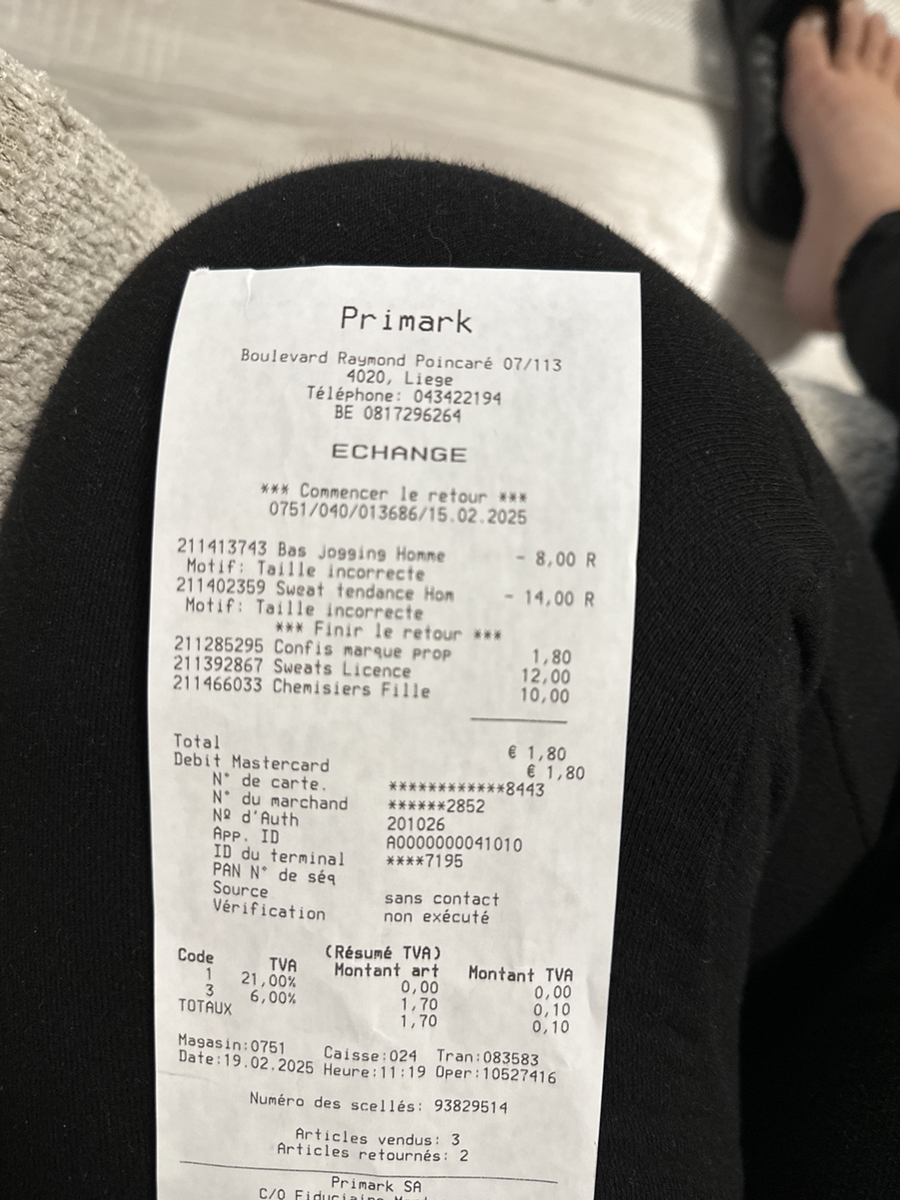 Primark
Boulevard Raymond Poincaré 07/113
4020, Liege
Téléphone: 043422194
BE 0817296264
ECHANGE
*** Commencer le retour ***
0751/040/013686/15.02.2025
211413743 Bas Jogging Homme - 8,00 R
Motif: Taille incorrecte
211402359 Sweat tendance Hom - 14,00 R
Motif: Taille incorrecte
*** Finir le retour ***
211285295 Confis marque prop 1,80
211392867 Sweats Licence 12,00
211466033 Chemisiers Fille 10,00
Total € 1,80
Debit Mastercard € 1,80
N° de carte. ************8443
N° du marchand ******2852
Nº d'Auth 201026
App. ID A0000000041010
ID du terminal ****7195
PAN N° de séq
Source sans contact
Vérification non exécuté
(Résumé TVA)
Code TVA Montant art Montant TVA
1 21,00% 0,00 0,00
3 6,00% 1,70 0,10
TOTAUX 1,70 0,10
Magasin:0751 Caisse:024 Tran:083583
Date:19.02.2025 Heure:11:19 Oper:10527416
Numéro des scellés: 93829514
Articles vendus: 3
Articles retournés: 2
Primark SA
C/O Fiduciaire